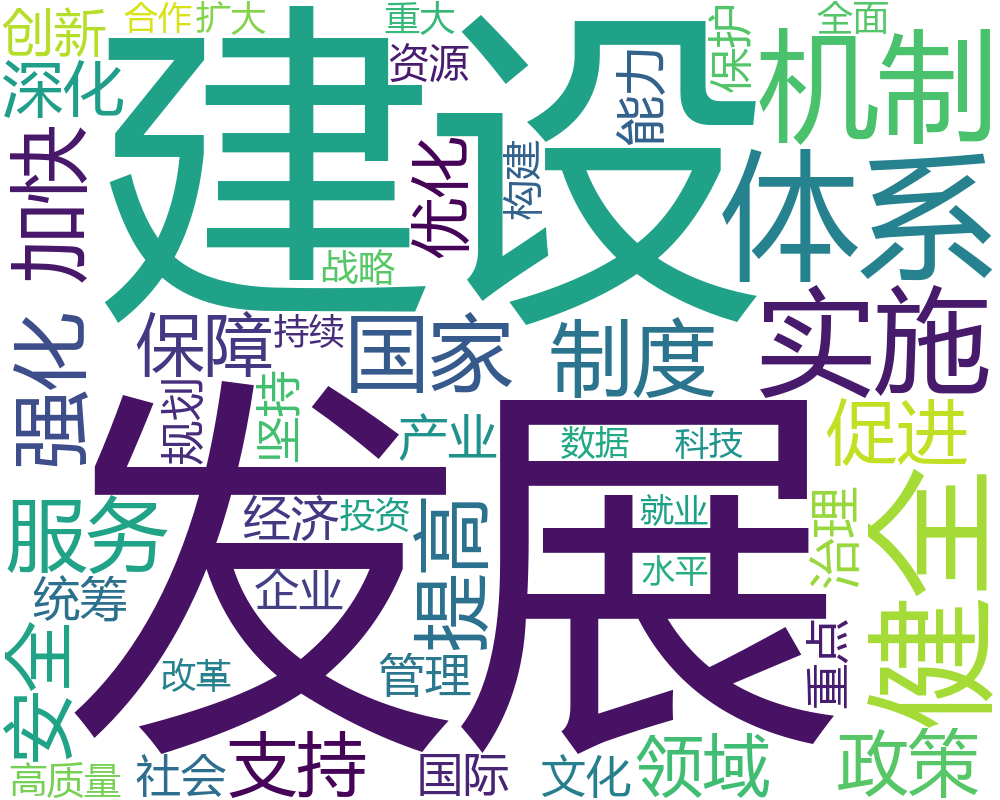 创新
合作
扩大
重大
保护
全面
深化
建设
资源
能力
机制
加快
优化
构建
体系
战略
强化
保障
持续
国家
制度
实施
规划
坚持
发展
产业
数据
科技
促进
服务
经济
投资
提高
就业
治理
健全
统筹
企业
水平
安全
改革
管理
重点
高质量
社会
支持
国际
文化
领域
政策